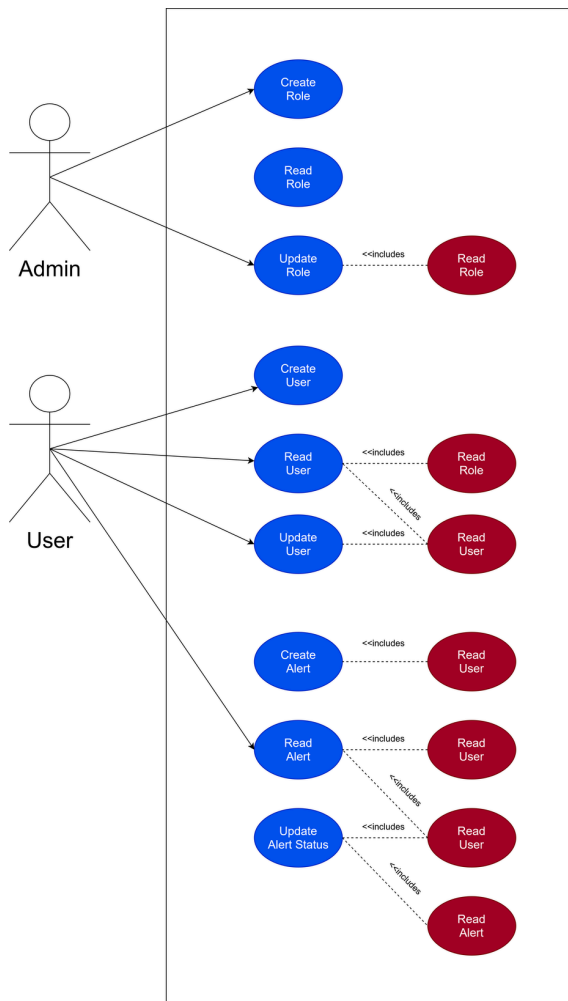 Create
Role
Read
Role
Admin
Update
Role
<<includes
Read
Role
Create
User
Read
User
<<includes
Read
Role
<<includes
User
Update
User
<<includes
Read
User
Create
Alert
<<includes
Read
User
Read
Alert
<<includes
Read
User
<<includes
Update
Alert Status
<<includes
Read
User
<<includes
Read
Alert